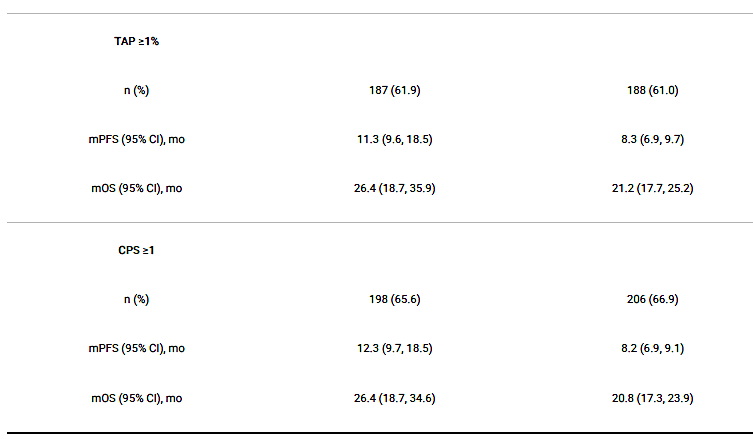 TAP ≥1%
n (%) 187 (61.9) 188 (61.0)
mPFS (95% CI), mo 11.3 (9.6, 18.5) 8.3 (6.9, 9.7)
mOS (95% CI), mo 26.4 (18.7, 35.9) 21.2 (17.7, 25.2)
CPS ≥1
n (%) 198 (65.6) 206 (66.9)
mPFS (95% CI), mo 12.3 (9.7, 18.5) 8.2 (6.9, 9.1)
mOS (95% CI), mo 26.4 (18.7, 34.6) 20.8 (17.3, 23.9)